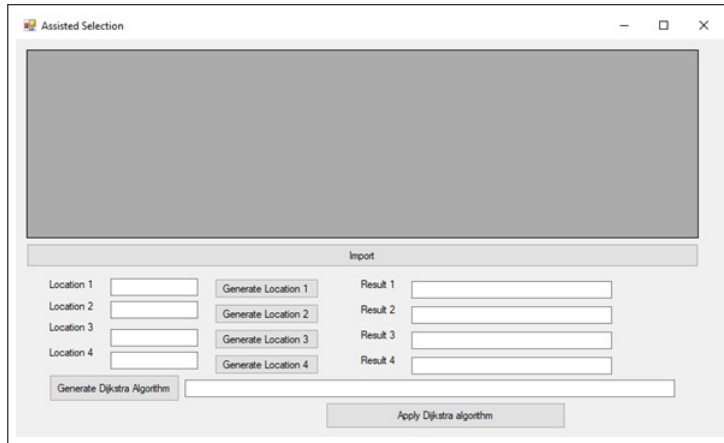 Assisted Selection
Import
Location 1
Generate Location 1
Result 1
Location 2
Generate Location 2
Result 2
Location 3
Generate Location 3
Result 3
Location 4
Generate Location 4
Result 4
Generate Dijkstra Algorithm
Apply Dijkstra algorithm